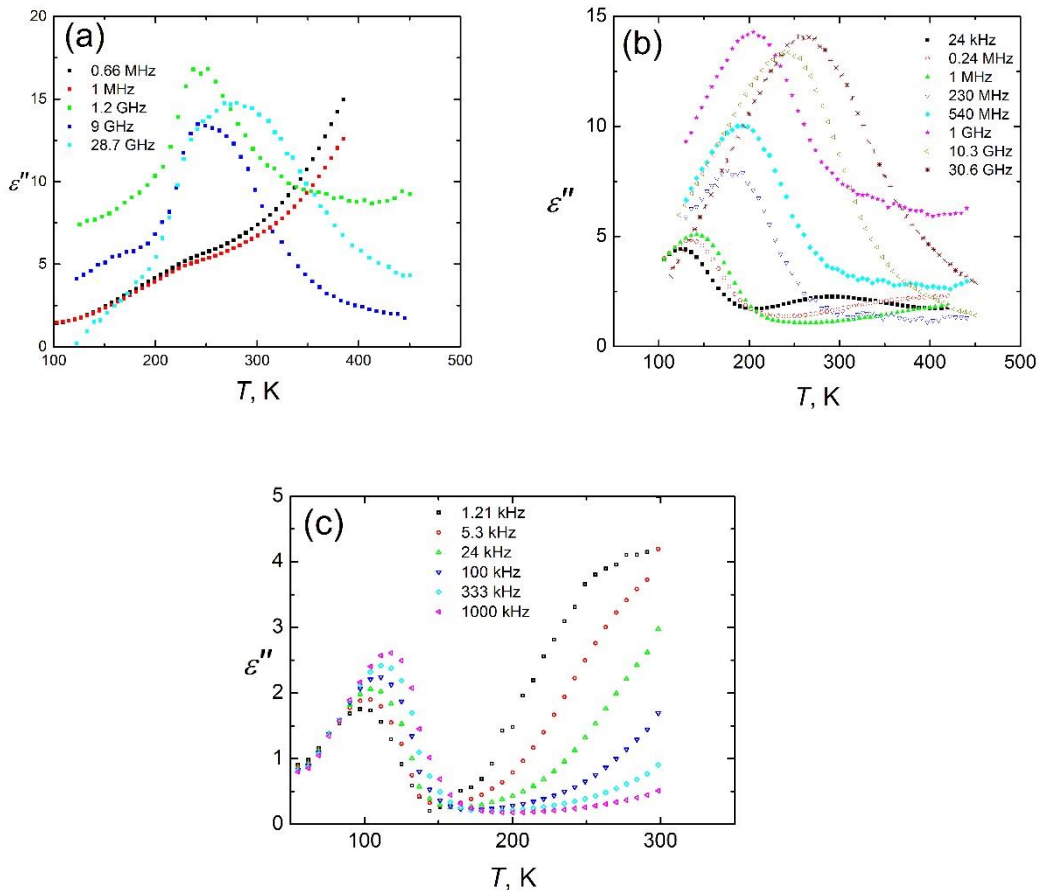 (a)
0.66 MHz
1 MHz
1.2 GHz
9 GHz
28.7 GHz
20
15
10
5
0
ε''
100 200 300 400 500
T, K
(b)
24 kHz
0.24 MHz
1 MHz
230 MHz
540 MHz
1 GHz
10.3 GHz
30.6 GHz
15
10
5
0
ε''
100 200 300 400 500
T, K
(c)
1.21 kHz
5.3 kHz
24 kHz
100 kHz
333 kHz
1000 kHz
5
4
3
2
1
0
ε''
100 200 300
T, K